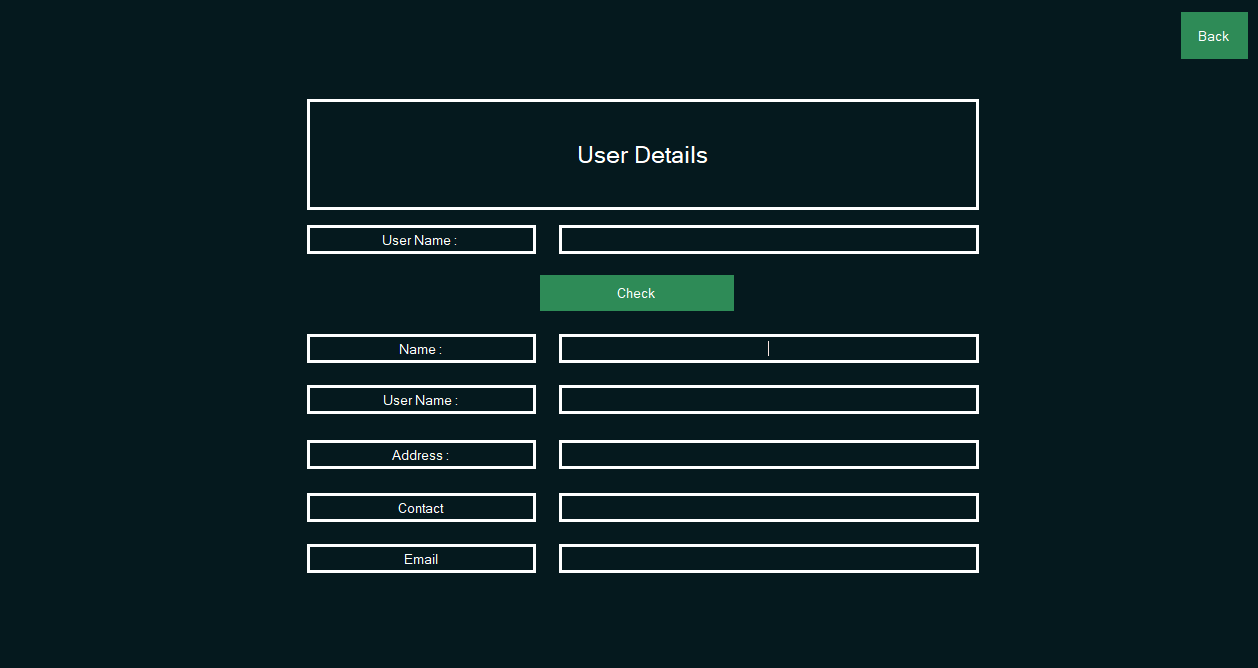 Back
User Details
User Name :
Check
Name :
User Name :
Address :
Contact
Email